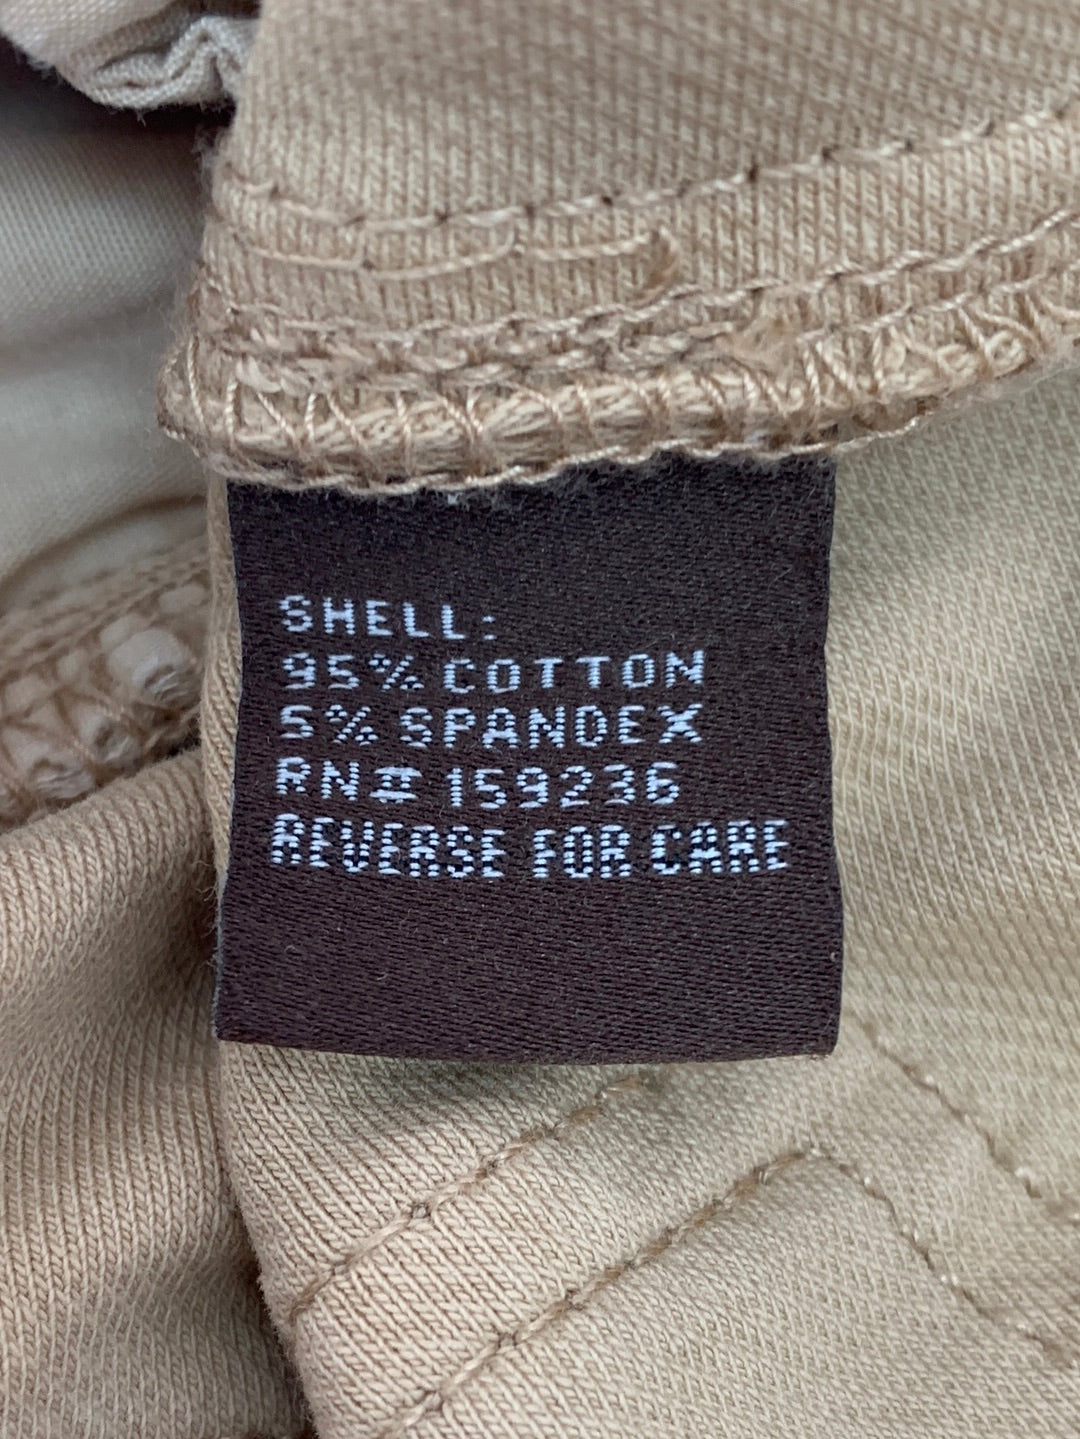 SHELL:
95% COTTON
5% SPANDEX
RN# 159236
REVERSE FOR CARE